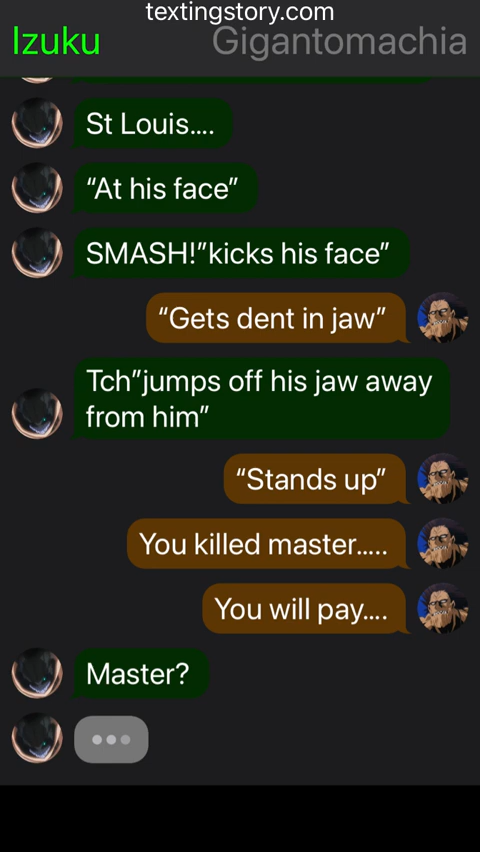 textingstory.com
Izuku
Gigantomachia
St Louis....
“At his face”
SMASH!”kicks his face”
“Gets dent in jaw”
Tch”jumps off his jaw away
from him”
“Stands up”
You killed master.....
You will pay....
Master?